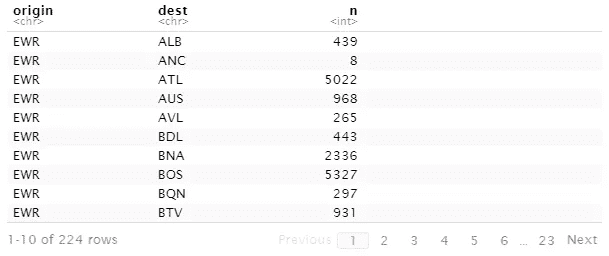 origin dest n
<chr> <chr> <int>
EWR ALB 439
EWR ANC 8
EWR ATL 5022
EWR AUS 968
EWR AVL 265
EWR BDL 443
EWR BNA 2336
EWR BOS 5327
EWR BQN 297
EWR BTV 931
1-10 of 224 rows Previous 1 2 3 4 5 6 ... 23 Next